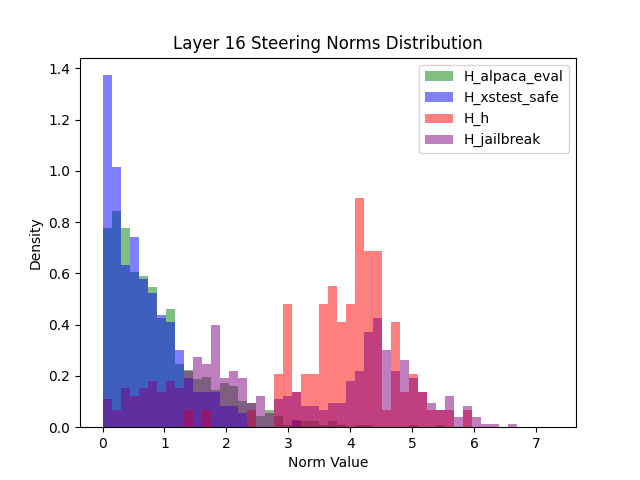 Layer 16 Steering Norms Distribution
H_alpaca_eval
H_xstest_safe
H_h
H_jailbreak
Density
1.4
1.2
1.0
0.8
0.6
0.4
0.2
0.0
0 1 2 3 4 5 6 7
Norm Value